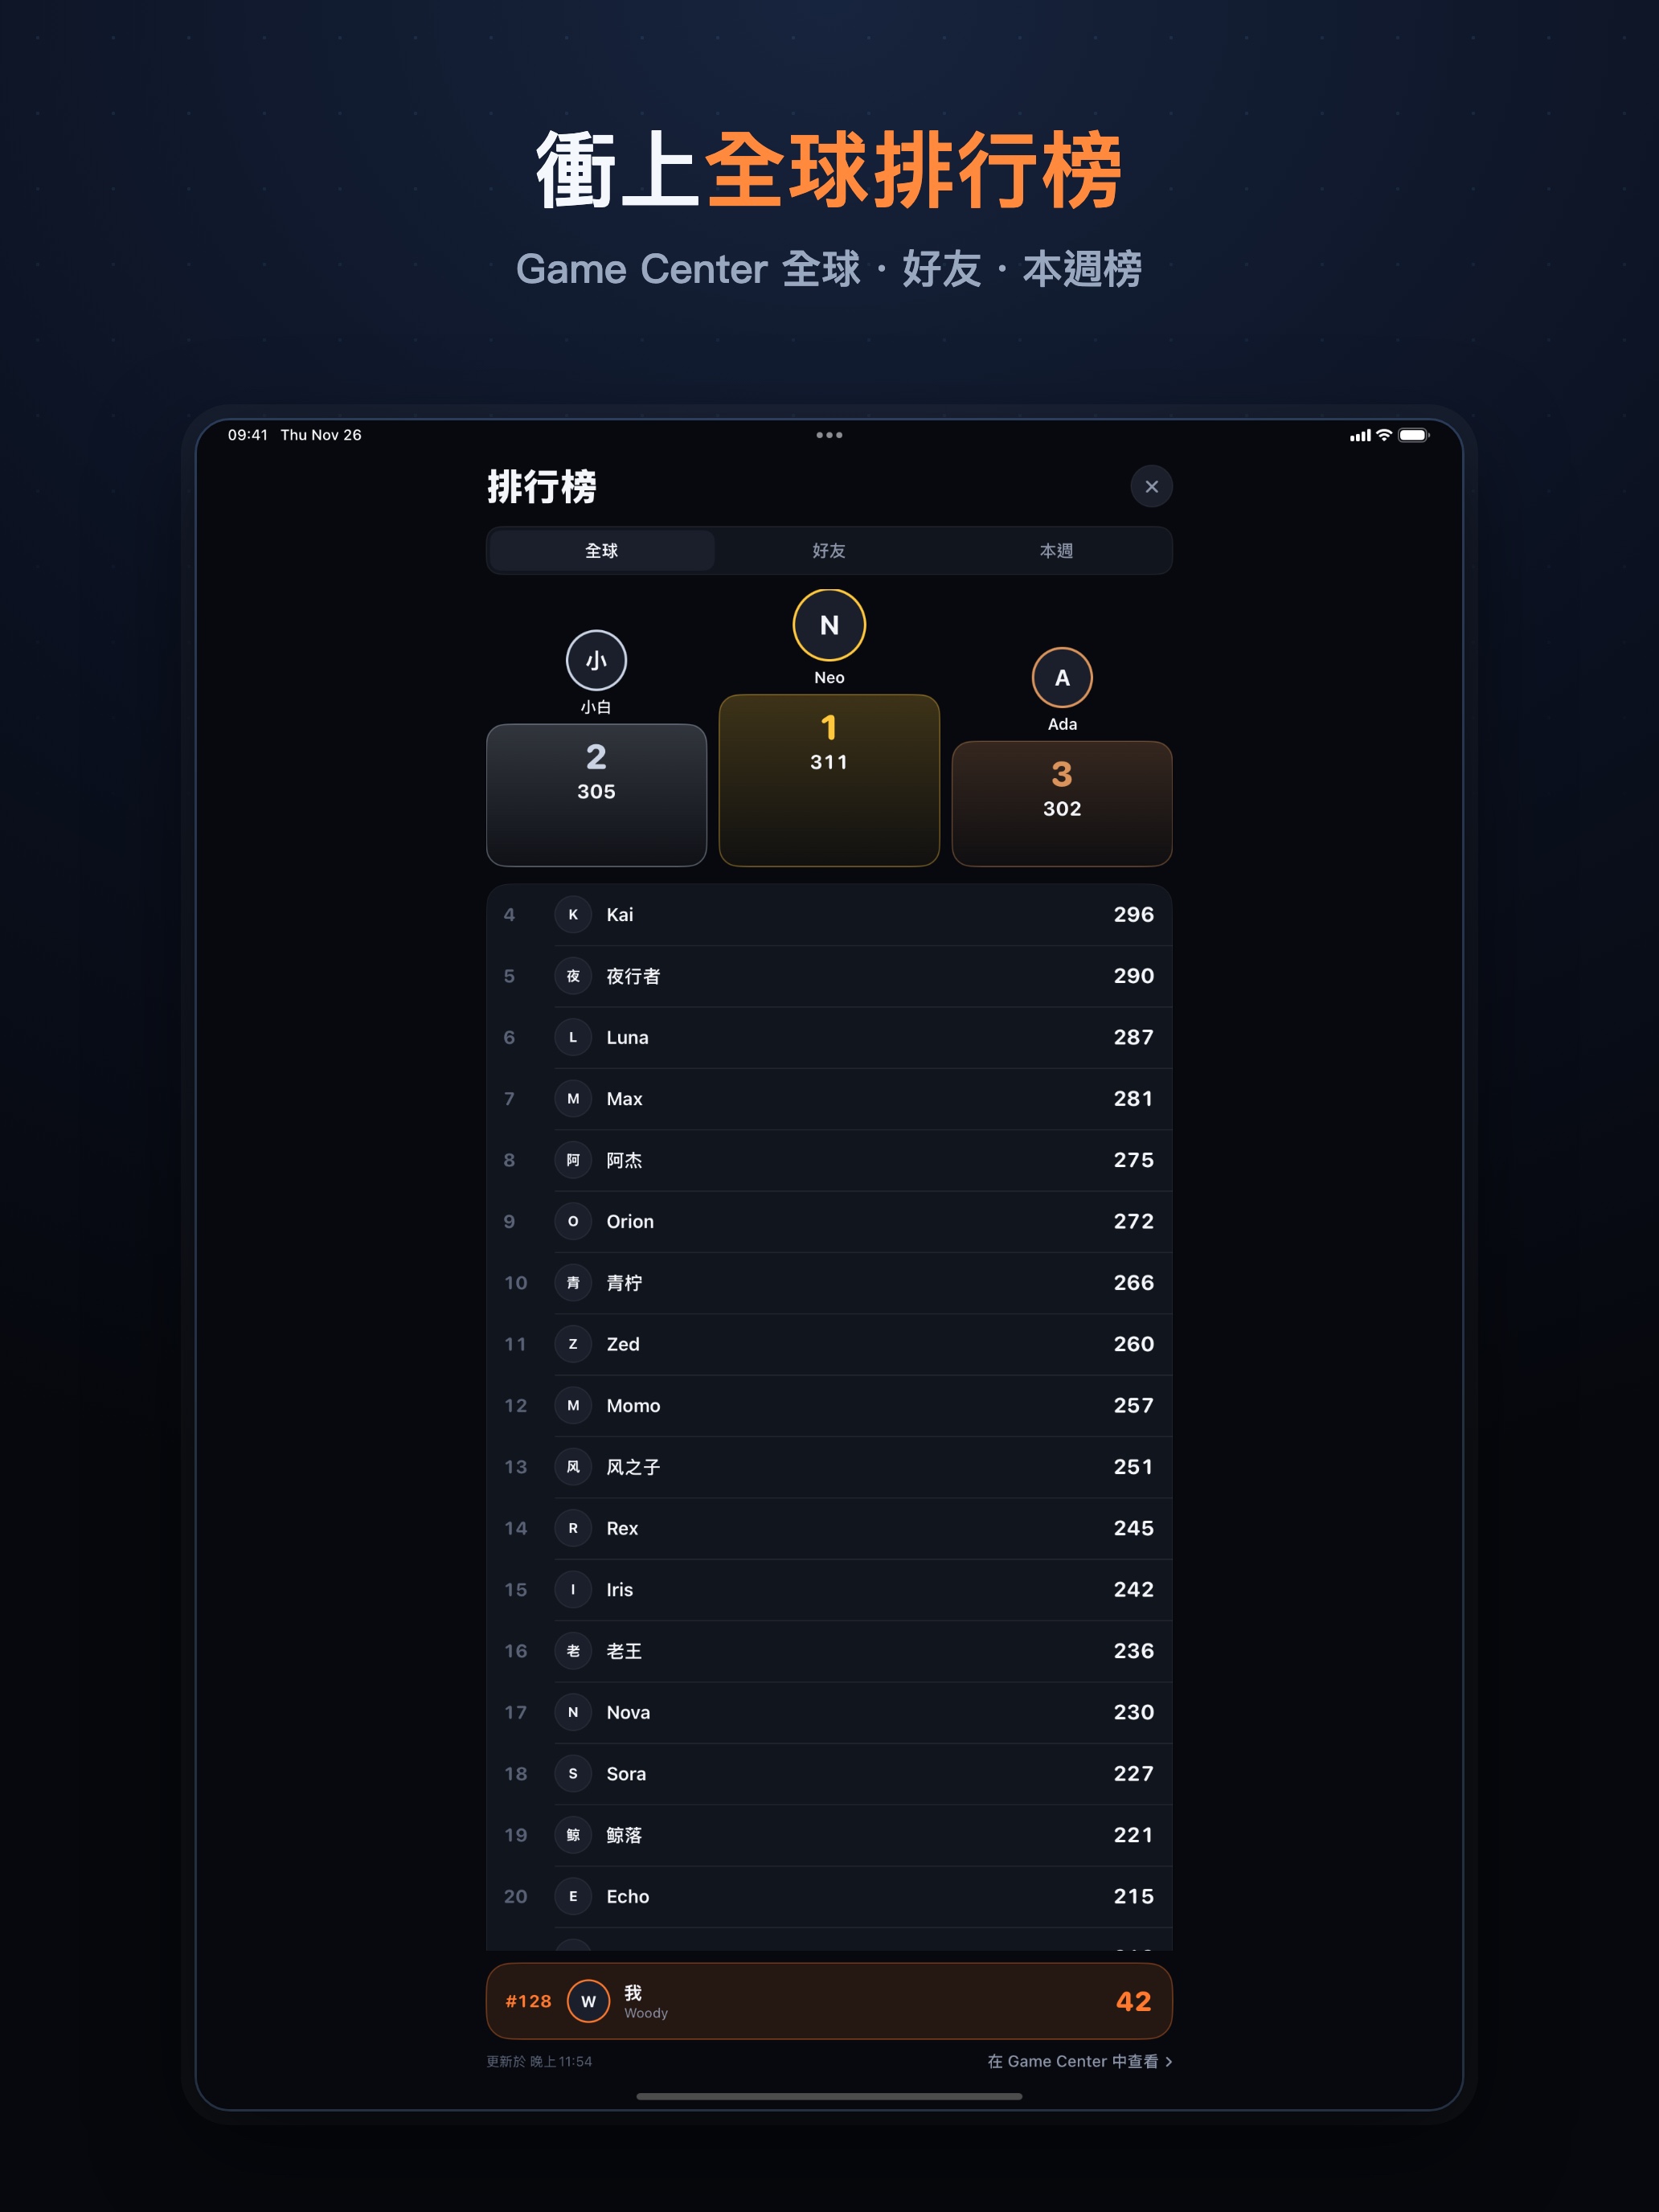 衝上全球排行榜
Game Center 全球 · 好友 · 本週榜
09:41 Thu Nov 26
排行榜
全球 好友 本週
N
Neo
小
小白
A
Ada
1
311
2
305
3
302
4 K Kai 296
5 夜 夜行者 290
6 L Luna 287
7 M Max 281
8 阿 阿杰 275
9 O Orion 272
10 青 青柠 266
11 Z Zed 260
12 M Momo 257
13 风 风之子 251
14 R Rex 245
15 I Iris 242
16 老 老王 236
17 N Nova 230
18 S Sora 227
19 鲸 鲸落 221
20 E Echo 215
#128 W 我 42
Woody
更新於 晚上11:54 在 Game Center 中查看